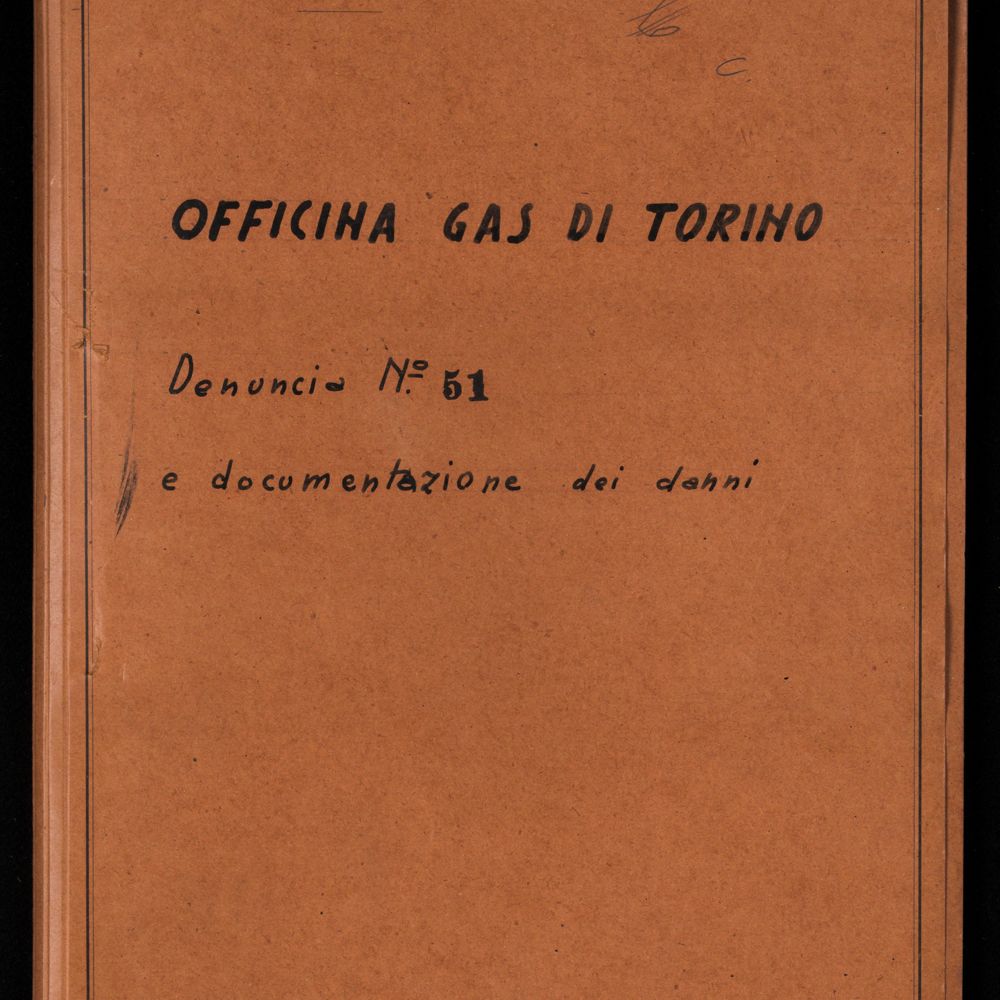 OFFICINA GAS DI TORINO
Denuncia N.º 51
e documentazione dei danni